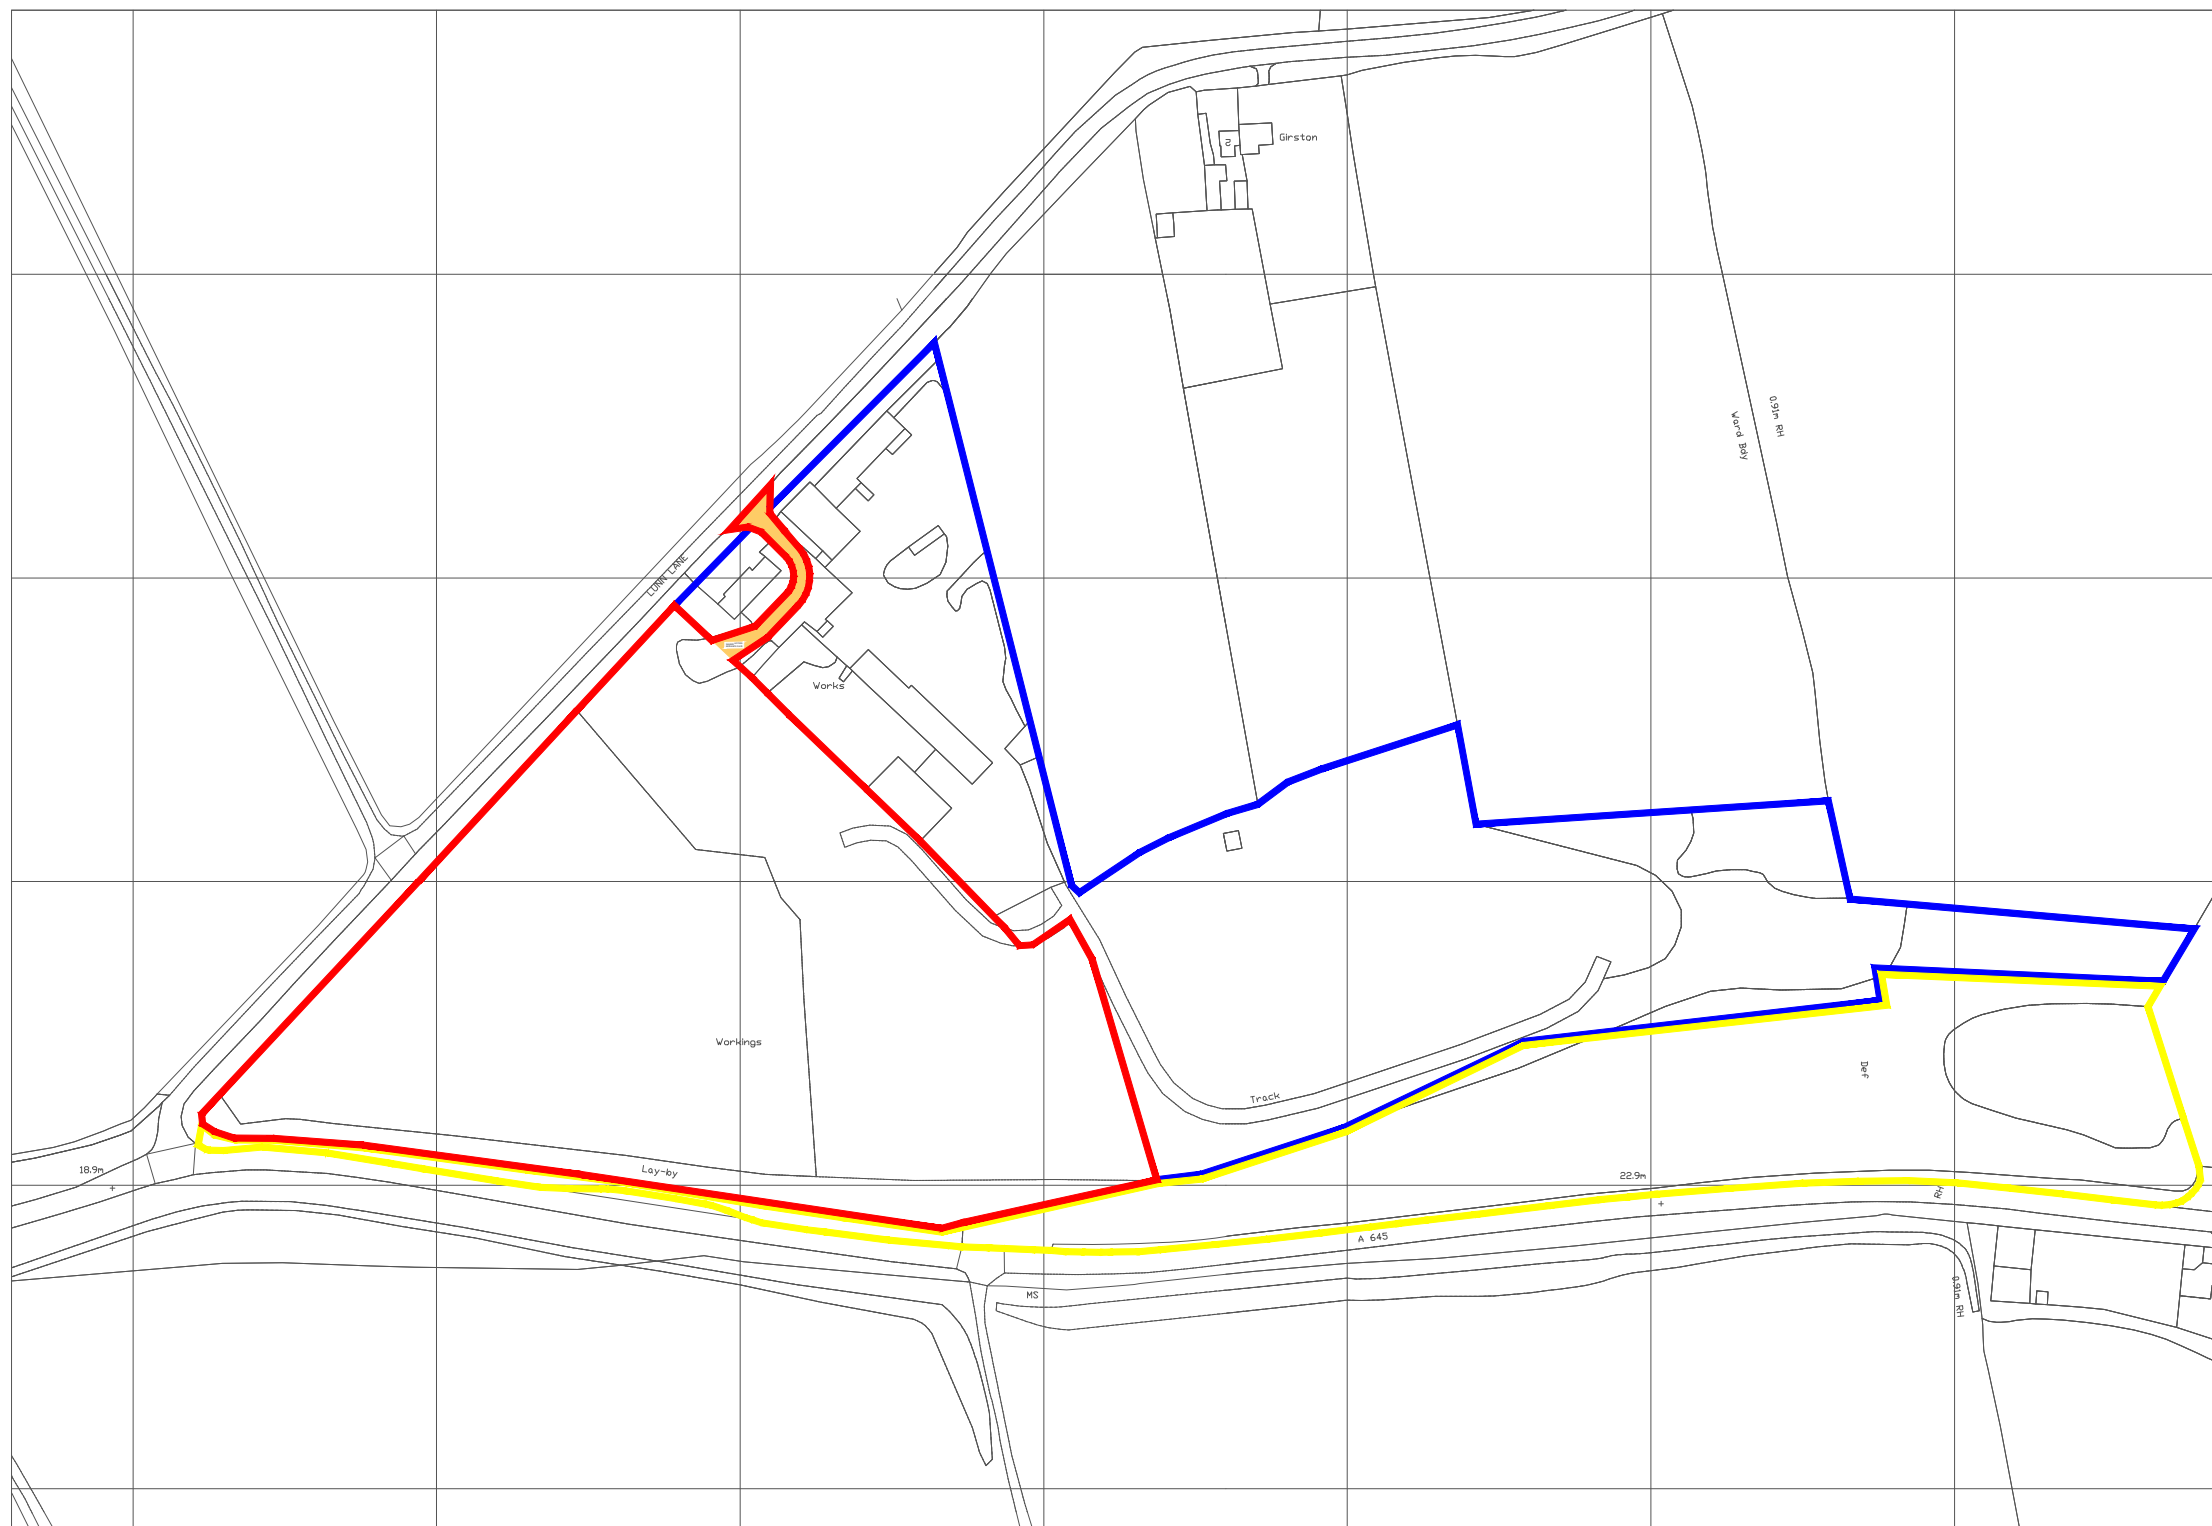 Girston
2
0.91m RH
Ward Bdy
LUNN LANE
Works
Workings
Def
Track
18.9m
Lay-by
22.9m
RH
A 645
MS
0.91m RH